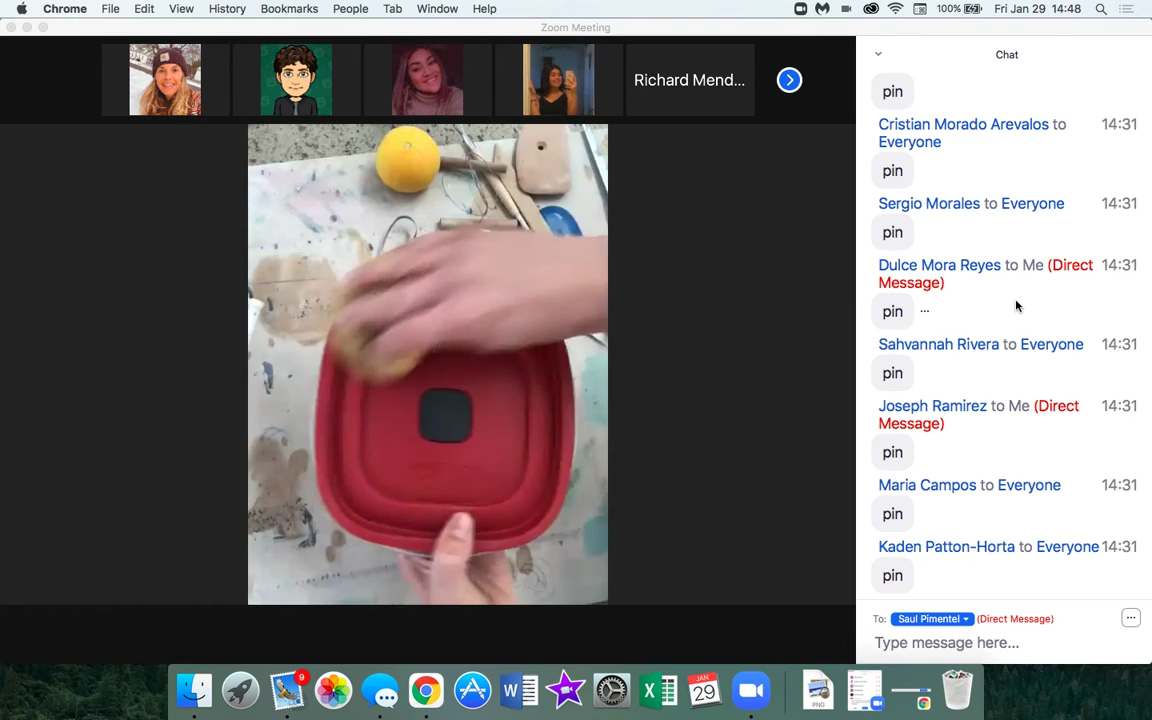 Chrome File Edit View History Bookmarks People Tab Window Help 100% Fri Jan 29 14:48
Zoom Meeting
Richard Mend...
Chat
pin
Cristian Morado Arevalos to 14:31
Everyone
pin
Sergio Morales to Everyone 14:31
pin
Dulce Mora Reyes to Me (Direct 14:31
Message)
pin ...
Sahvannah Rivera to Everyone 14:31
pin
Joseph Ramirez to Me (Direct 14:31
Message)
pin
Maria Campos to Everyone 14:31
pin
Kaden Patton-Horta to Everyone 14:31
pin
To: Saul Pimentel (Direct Message) ...
Type message here...
9
JAN
29
PNG